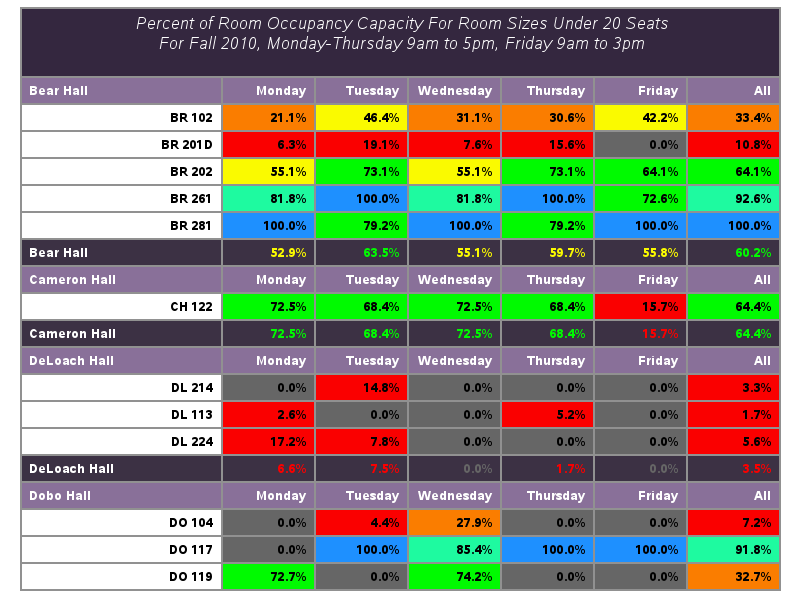 Percent of Room Occupancy Capacity For Room Sizes Under 20 Seats
For Fall 2010, Monday-Thursday 9am to 5pm, Friday 9am to 3pm
Bear Hall Monday Tuesday Wednesday Thursday Friday All
BR 102 21.1% 46.4% 31.1% 30.6% 42.2% 33.4%
BR 201D 6.3% 19.1% 7.6% 15.6% 0.0% 10.8%
BR 202 55.1% 73.1% 55.1% 73.1% 64.1% 64.1%
BR 261 81.8% 100.0% 81.8% 100.0% 72.6% 92.6%
BR 281 100.0% 79.2% 100.0% 79.2% 100.0% 100.0%
Bear Hall 52.9% 63.5% 55.1% 59.7% 55.8% 60.2%
Cameron Hall Monday Tuesday Wednesday Thursday Friday All
CH 122 72.5% 68.4% 72.5% 68.4% 15.7% 64.4%
Cameron Hall 72.5% 68.4% 72.5% 68.4% 15.7% 64.4%
DeLoach Hall Monday Tuesday Wednesday Thursday Friday All
DL 214 0.0% 14.8% 0.0% 0.0% 0.0% 3.3%
DL 113 2.6% 0.0% 0.0% 5.2% 0.0% 1.7%
DL 224 17.2% 7.8% 0.0% 0.0% 0.0% 5.6%
DeLoach Hall 6.6% 7.5% 0.0% 1.7% 0.0% 3.5%
Dobo Hall Monday Tuesday Wednesday Thursday Friday All
DO 104 0.0% 4.4% 27.9% 0.0% 0.0% 7.2%
DO 117 0.0% 100.0% 85.4% 100.0% 100.0% 91.8%
DO 119 72.7% 0.0% 74.2% 0.0% 0.0% 32.7%